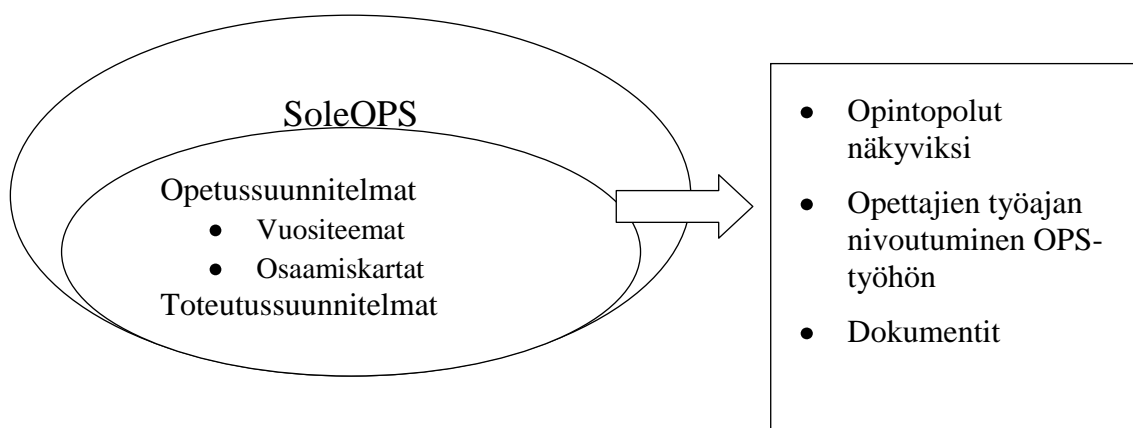 SoleOPS
Opetussuunnitelmat
● Vuositeemat
● Osaamiskartat
Toteutussuunnitelmat
● Opintopolut
näkyviksi
● Opettajien työajan
nivoutuminen OPS-
työhön
● Dokumentit